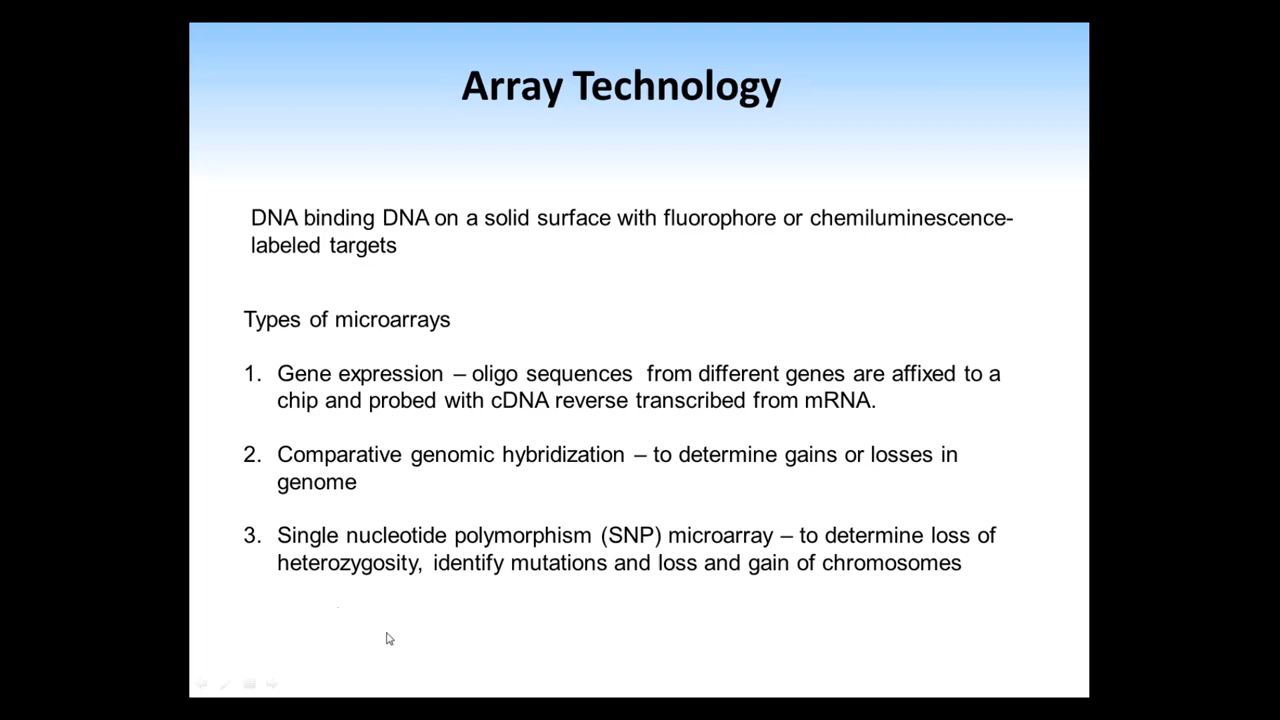 Array Technology
DNA binding DNA on a solid surface with fluorophore or chemiluminescence-
labeled targets
Types of microarrays
1. Gene expression – oligo sequences from different genes are affixed to a
chip and probed with cDNA reverse transcribed from mRNA.
2. Comparative genomic hybridization – to determine gains or losses in
genome
3. Single nucleotide polymorphism (SNP) microarray – to determine loss of
heterozygosity, identify mutations and loss and gain of chromosomes